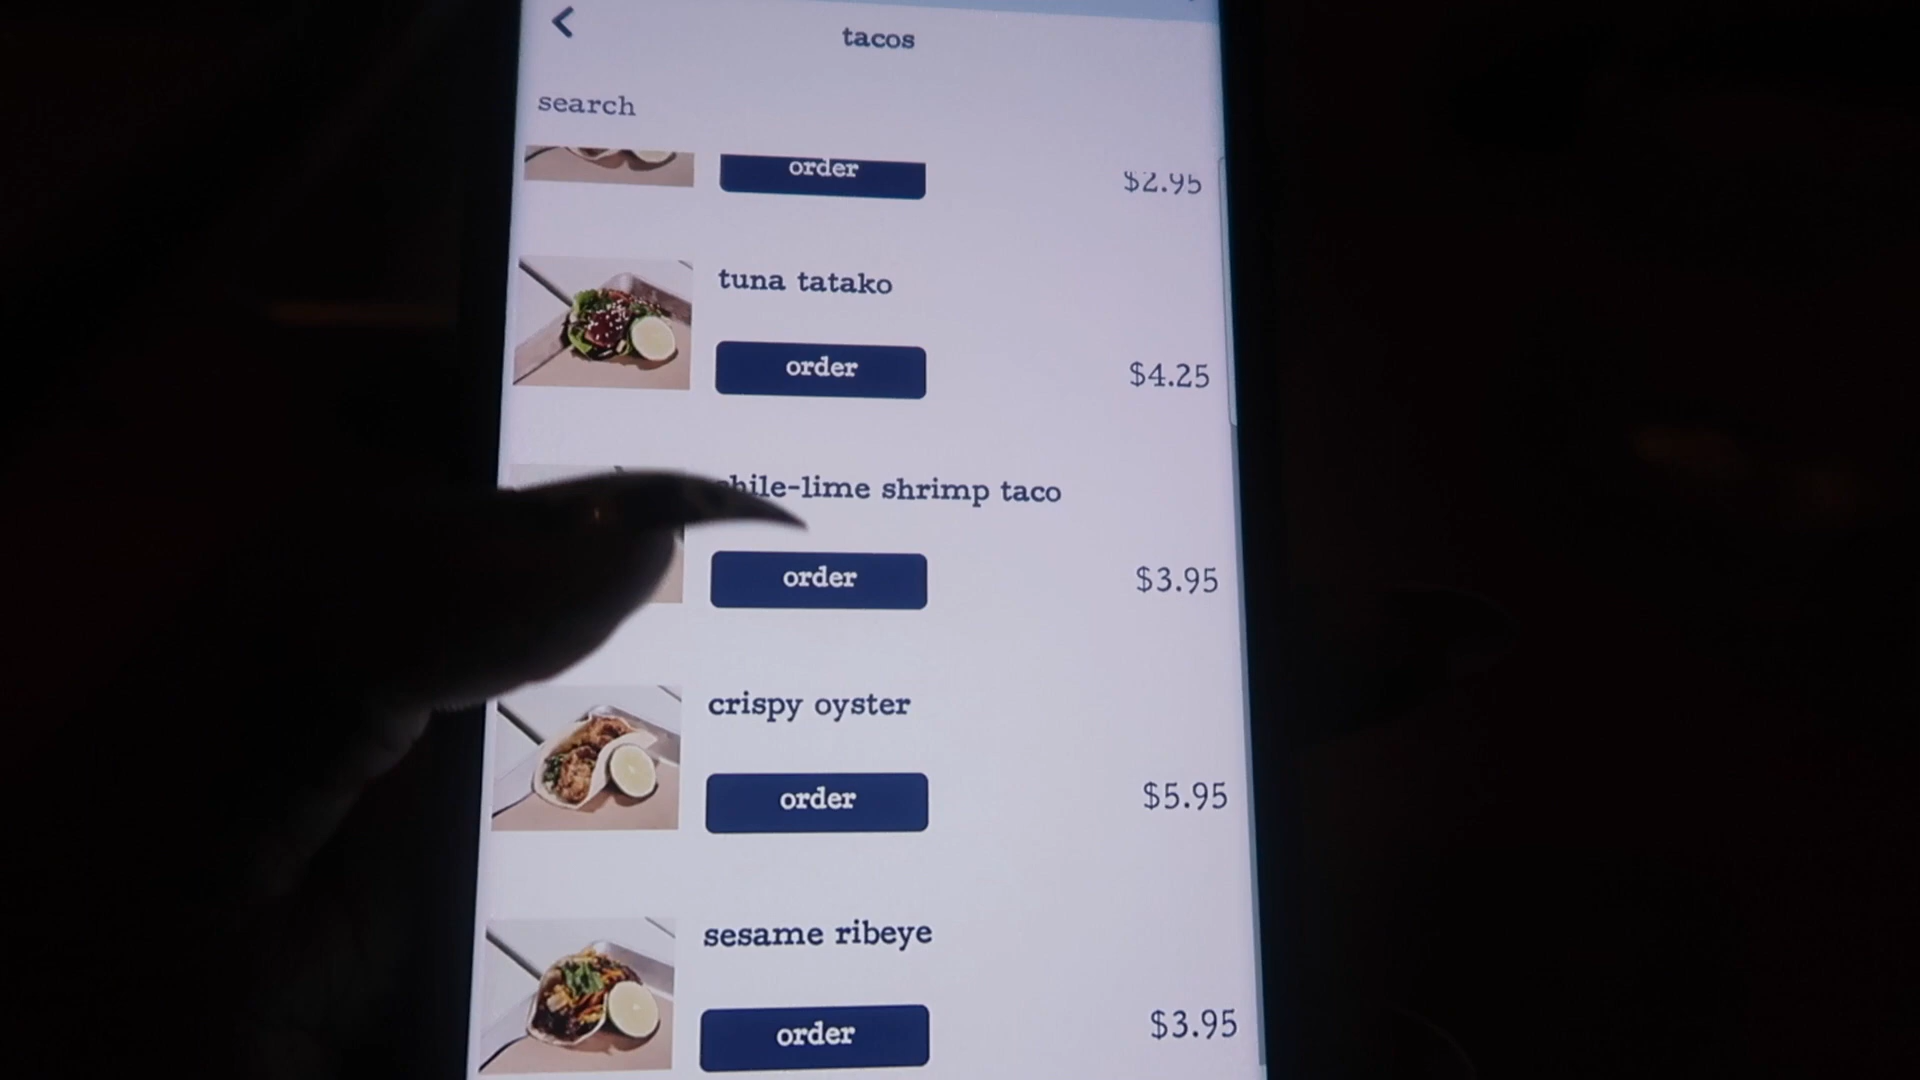 tacos
search
order
$2.95
tuna tatako
order
$4.25
chile-lime shrimp taco
order
$3.95
crispy oyster
order
$5.95
sesame ribeye
order
$3.95